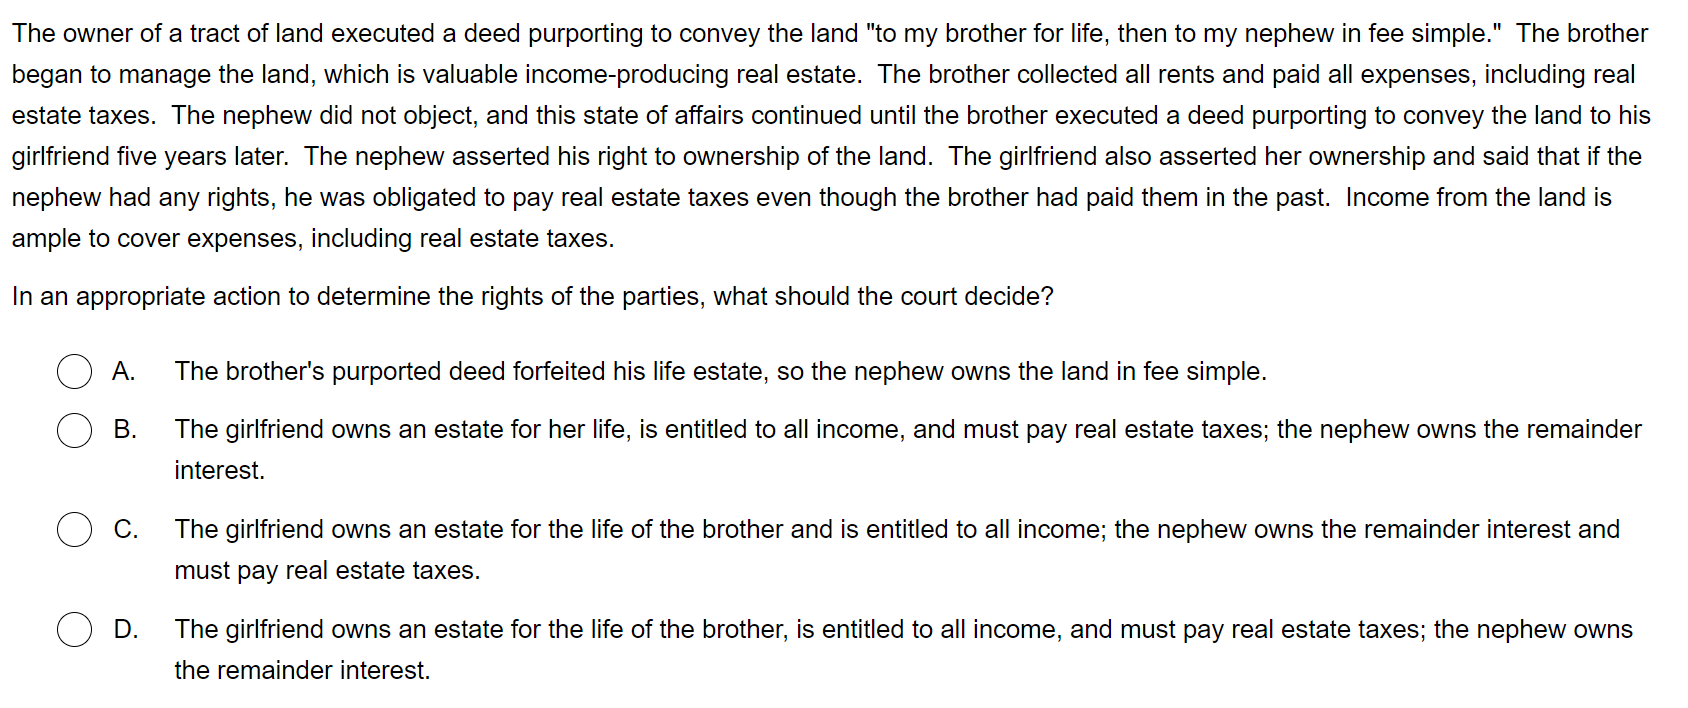 The owner of a tract of land executed a deed purporting to convey the land "to my brother for life, then to my nephew in fee simple."  The brother
began to manage the land, which is valuable income-producing real estate.  The brother collected all rents and paid all expenses, including real
estate taxes.  The nephew did not object, and this state of affairs continued until the brother executed a deed purporting to convey the land to his
girlfriend five years later.  The nephew asserted his right to ownership of the land.  The girlfriend also asserted her ownership and said that if the
nephew had any rights, he was obligated to pay real estate taxes even though the brother had paid them in the past.  Income from the land is
ample to cover expenses, including real estate taxes.
In an appropriate action to determine the rights of the parties, what should the court decide?
A. The brother's purported deed forfeited his life estate, so the nephew owns the land in fee simple.
B. The girlfriend owns an estate for her life, is entitled to all income, and must pay real estate taxes; the nephew owns the remainder
interest.
C. The girlfriend owns an estate for the life of the brother and is entitled to all income; the nephew owns the remainder interest and
must pay real estate taxes.
D. The girlfriend owns an estate for the life of the brother, is entitled to all income, and must pay real estate taxes; the nephew owns
the remainder interest.